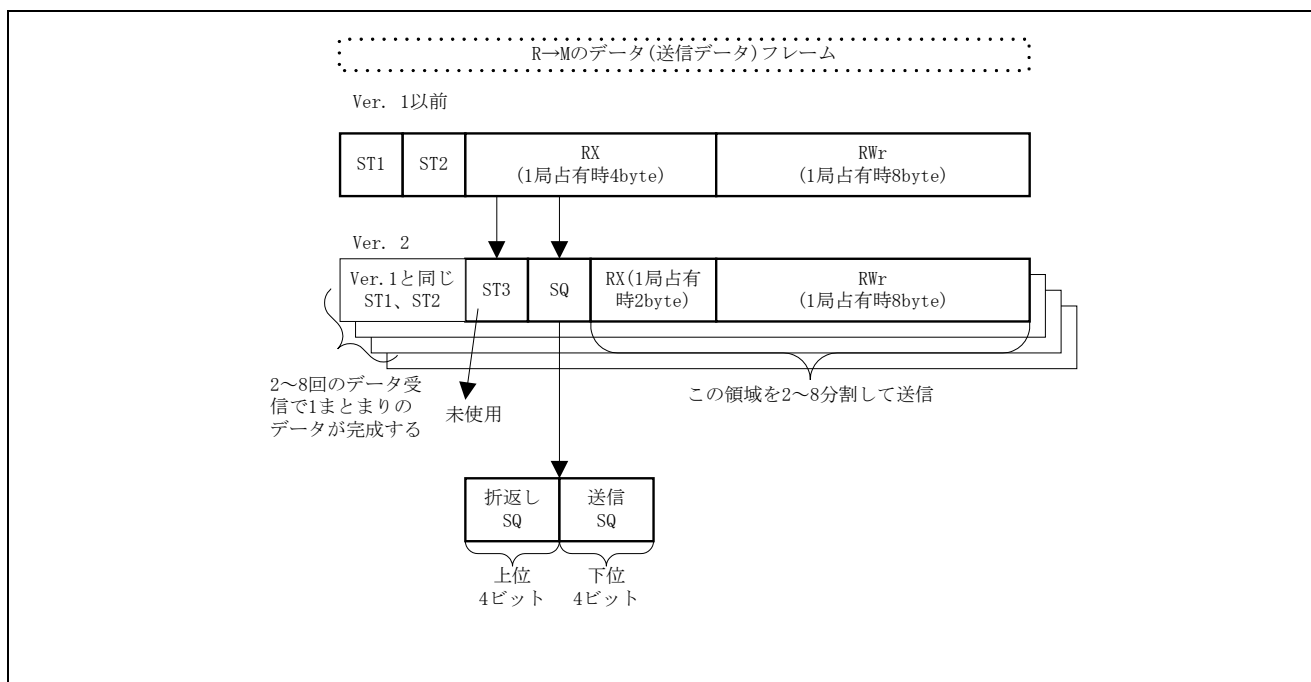 R→Mのデータ(送信データ)フレーム
Ver. 1以前
ST1
ST2
RX
(1局占有時4byte)
RWr
(1局占有時8byte)
Ver. 2
Ver.1と同じ
ST1、ST2
ST3
SQ
RX(1局占有
時2byte)
RWr
(1局占有時8byte)
2～8回のデータ受
信で1まとまりの
データが完成する
未使用
この領域を2～8分割して送信
折返し
SQ
送信
SQ
上位
4ビット
下位
4ビット